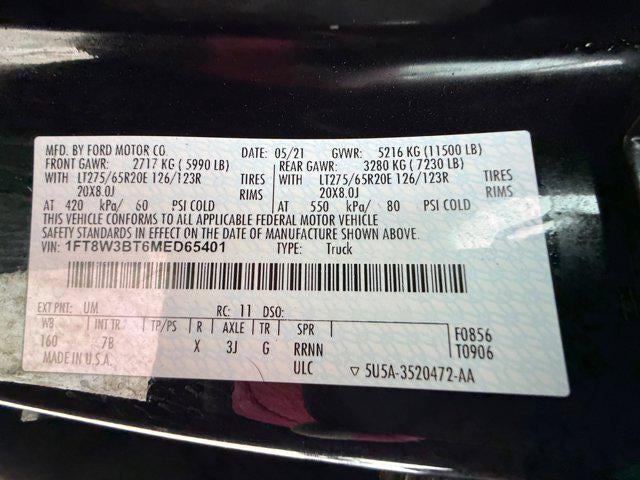 MFD. BY FORD MOTOR CO DATE: 05/21 GVWR: 5216 KG (11500 LB)
FRONT GAWR: 2717 KG ( 5990 LB) REAR GAWR: 3280 KG ( 7230 LB)
WITH LT275/65R20E 126/123R TIRES WITH LT275/65R20E 126/123R TIRES
20X8.0J RIMS 20X8.0J RIMS
AT 420 kPa/ 60 PSI COLD AT 550 kPa/ 80 PSI COLD
THIS VEHICLE CONFORMS TO ALL APPLICABLE FEDERAL MOTOR VEHICLE
SAFETY STANDARDS IN EFFECT ON THE DATE OF MANUFACTURE SHOWN ABOVE.
VIN: 1FT8W3BT6MED65401 TYPE: Truck
EXT PNT: UM RC: 11 DSO:
WB INT TR TP/PS R AXLE TR SPR F0856
160 7B X 3J G RRNN T0906
MADE IN U.S.A. ULC ▽ 5U5A-3520472-AA